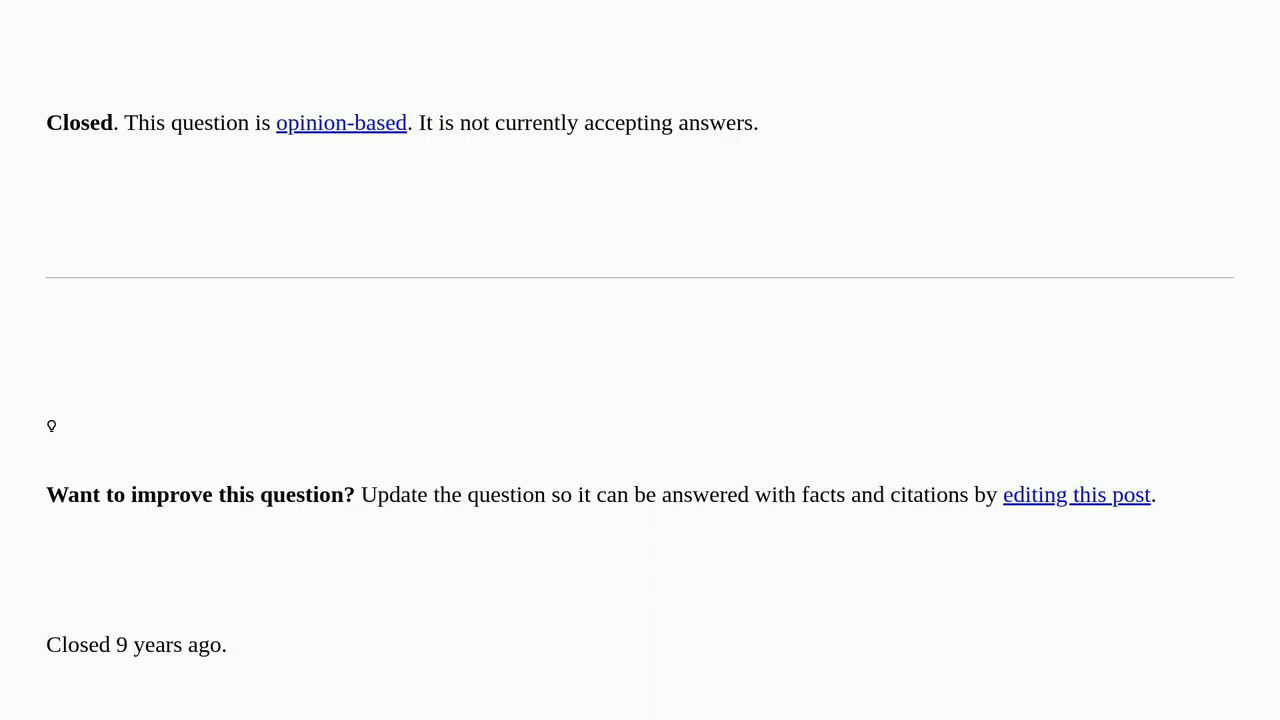 Closed. This question is opinion-based. It is not currently accepting answers.
Want to improve this question? Update the question so it can be answered with facts and citations by editing this post.
Closed 9 years ago.